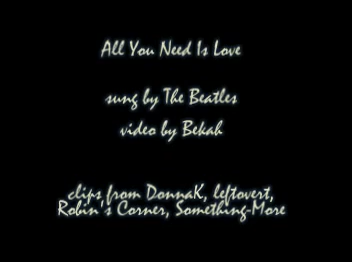 All You Need Is Love
sung by The Beatles
video by Bekah
clips from DonnaK, leftovert,
Robin's Corner, Something-More